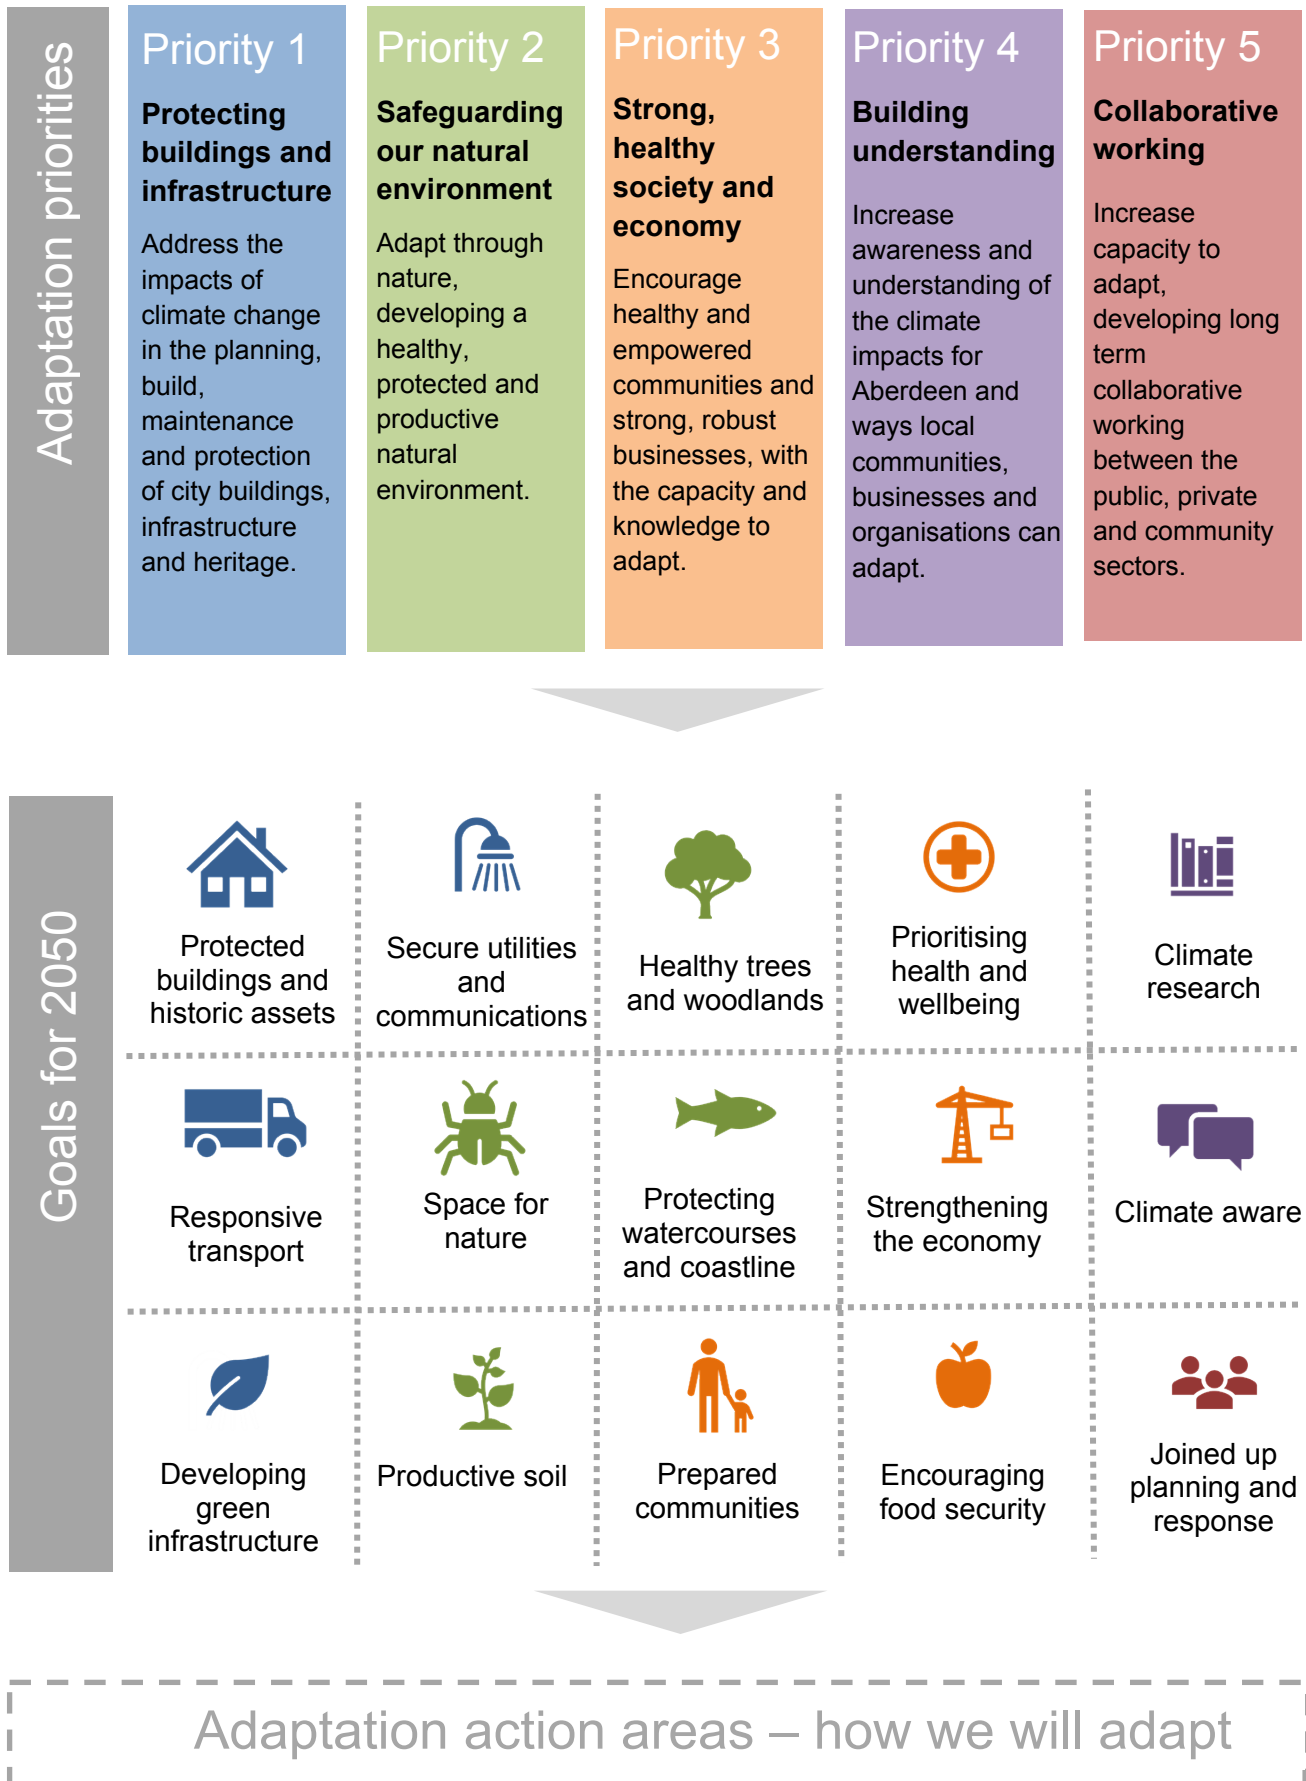 Adaptation priorities
Priority 1
Protecting
buildings and
infrastructure
Address the
impacts of
climate change
in the planning,
build,
maintenance
and protection
of city buildings,
infrastructure
and heritage.
Priority 2
Safeguarding
our natural
environment
Adapt through
nature,
developing a
healthy,
protected and
productive
natural
environment.
Priority 3
Strong,
healthy
society and
economy
Encourage
healthy and
empowered
communities and
strong, robust
businesses, with
the capacity and
knowledge to
adapt.
Priority 4
Building
understanding
Increase
awareness and
understanding of
the climate
impacts for
Aberdeen and
ways local
communities,
businesses and
organisations can
adapt.
Priority 5
Collaborative
working
Increase
capacity to
adapt,
developing long
term
collaborative
working
between the
public, private
and community
sectors.
Goals for 2050
Protected
buildings and
historic assets
Secure utilities
and
communications
Healthy trees
and woodlands
Prioritising
health and
wellbeing
Climate
research
Responsive
transport
Space for
nature
Protecting
watercourses
and coastline
Strengthening
the economy
Climate aware
Developing
green
infrastructure
Productive soil
Prepared
communities
Encouraging
food security
Joined up
planning and
response
Adaptation action areas – how we will adapt